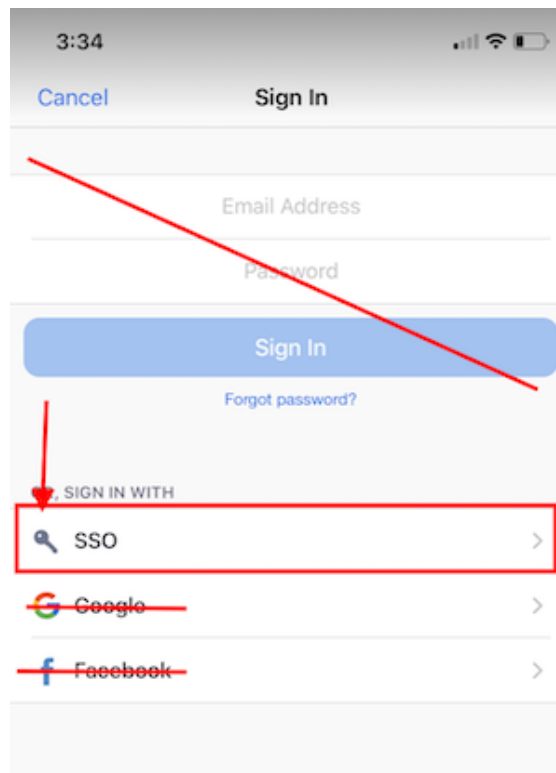 3:34
Cancel Sign In
Email Address
Password
Sign In
Forgot password?
SIGN IN WITH
SSO
Google
Facebook